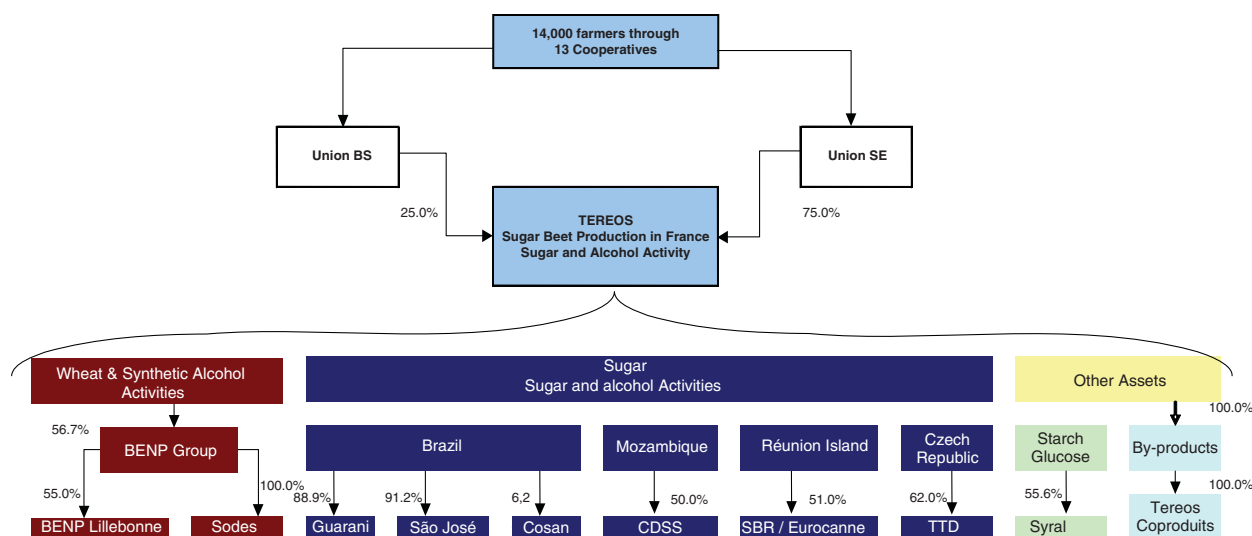 14,000 farmers through
13 Cooperatives
Union BS
Union SE
25.0%
75.0%
TEREOS
Sugar Beet Production in France
Sugar and Alcohol Activity
Wheat & Synthetic Alcohol
Activities
Sugar
Sugar and alcohol Activities
Other Assets
56.7%
100.0%
BENP Group
Brazil
Mozambique
Réunion Island
Czech
Republic
Starch
Glucose
By-products
55.0%
100.0%
88.9%
91.2%
6,2
50.0%
51.0%
62.0%
55.6%
100.0%
BENP Lillebonne
Sodes
Guarani
São José
Cosan
CDSS
SBR / Eurocanne
TTD
Syral
Tereos
Coproduits